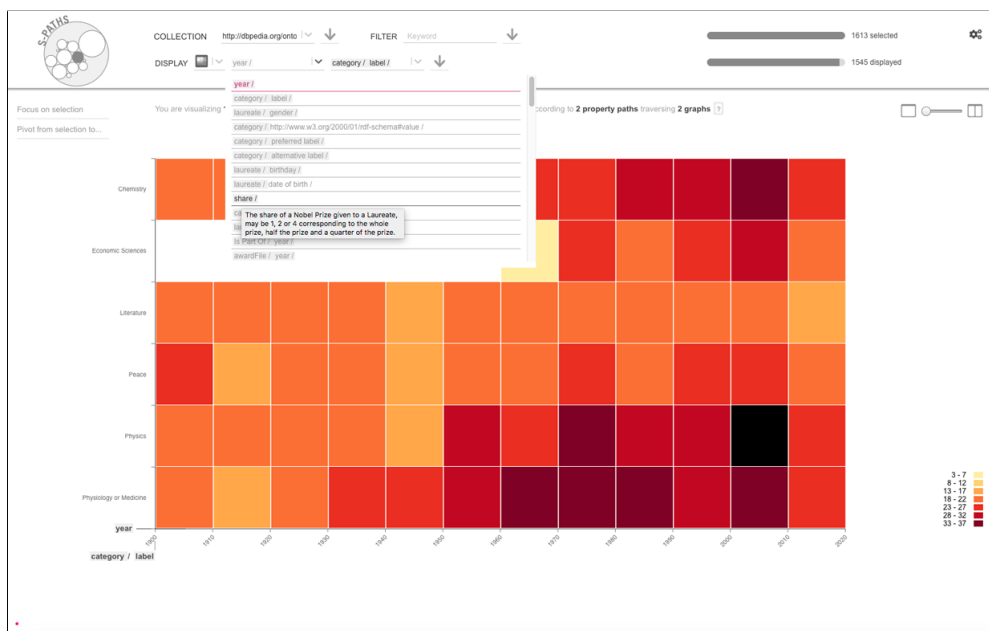 S-PATHS
COLLECTION http://dbpedia.org/onto FILTER Keyword 1613 selected
DISPLAY year / category / label / 1545 displayed
year /
Focus on selection
category / label /
You are visualizing
laureate / gender /
ccording to 2 property paths traversing 2 graphs ?
category / http://www.w3.org/2000/01/rdf-schema#value /
Pivot from selection to...
category / preferred label /
category / alternative label /
laureate / birthday /
laureate / date of birth /
Chemistry
share /
The share of a Nobel Prize given to a Laureate,
may be 1, 2 or 4 corresponding to the whole
prize, half the prize and a quarter of the prize.
is Part Of / year /
Economic Sciences
awardFile / year /
Literature
Peace
Physics
Physiology or Medicine
3 - 7
8 - 12
13 - 17
18 - 22
23 - 27
28 - 32
33 - 37
year
1900 1910 1920 1930 1940 1950 1960 1970 1980 1990 2000 2010 2020
category / label